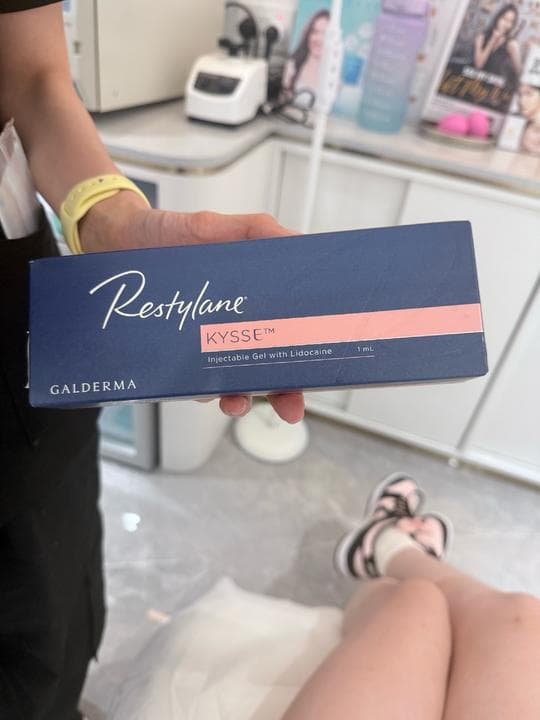 Restylane
KYSSE™
Injectable Gel with Lidocaine 1 mL
GALDERMA